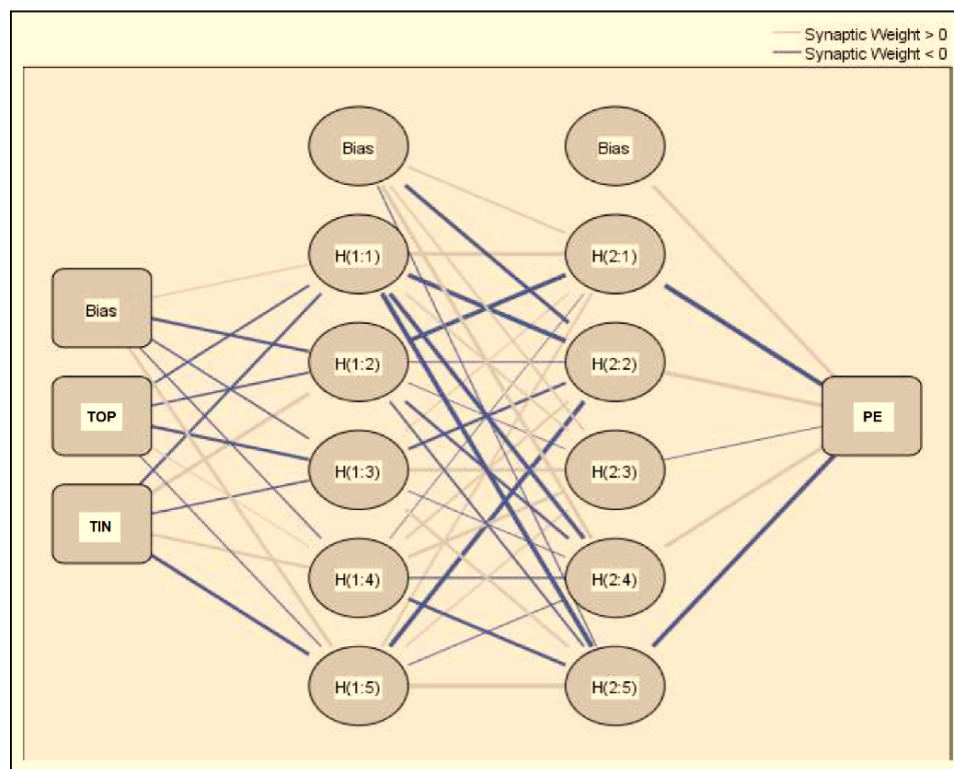 Synaptic Weight > 0
Synaptic Weight < 0
Bias
Bias
H(1:1)
H(2:1)
Bias
H(1:2)
H(2:2)
TOP
PE
H(1:3)
H(2:3)
TIN
H(1:4)
H(2:4)
H(1:5)
H(2:5)